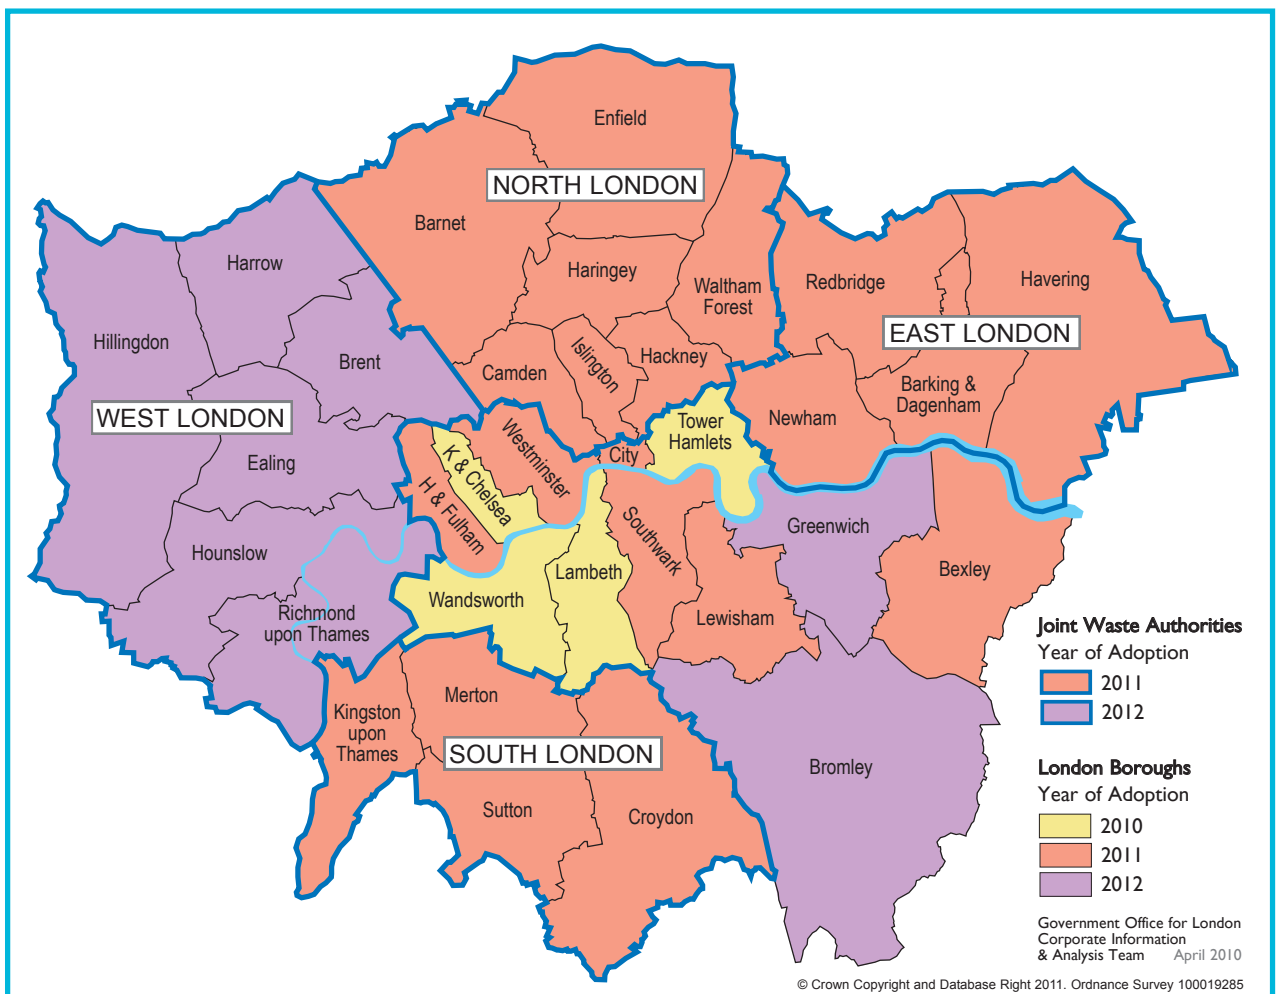 Enfield
NORTH LONDON
Barnet
Haringey
Waltham
Forest
Harrow
Redbridge
Havering
Hillingdon
Brent
Camden
Islington
Hackney
EAST LONDON
Barking &
Dagenham
WEST LONDON
Newham
Tower
Hamlets
Westminster
City
Ealing
K & Chelsea
H & Fulham
Hounslow
Southwark
Greenwich
Lambeth
Wandsworth
Bexley
Richmond
upon Thames
Lewisham
Merton
Kingston
upon
Thames
SOUTH LONDON
Bromley
Sutton
Croydon
Joint Waste Authorities
Year of Adoption
2011
2012
London Boroughs
Year of Adoption
2010
2011
2012
Government Office for London
Corporate Information
& Analysis Team April 2010
© Crown Copyright and Database Right 2011. Ordnance Survey 100019285